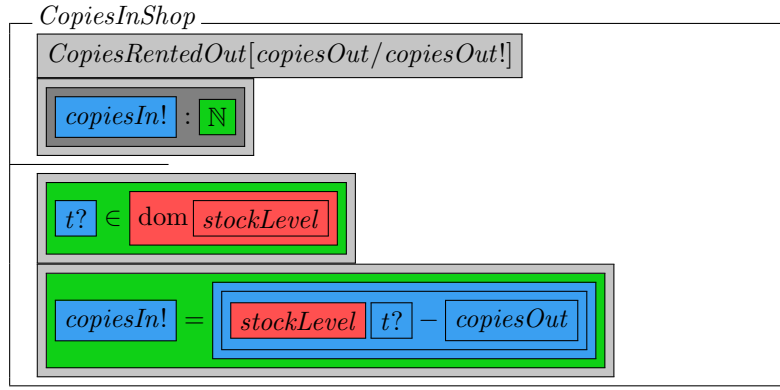 CopiesInShop
CopiesRentedOut[copiesOut/copiesOut!]
copiesIn! : ℕ
t? ∈ dom stockLevel
copiesIn! = stockLevel t? − copiesOut